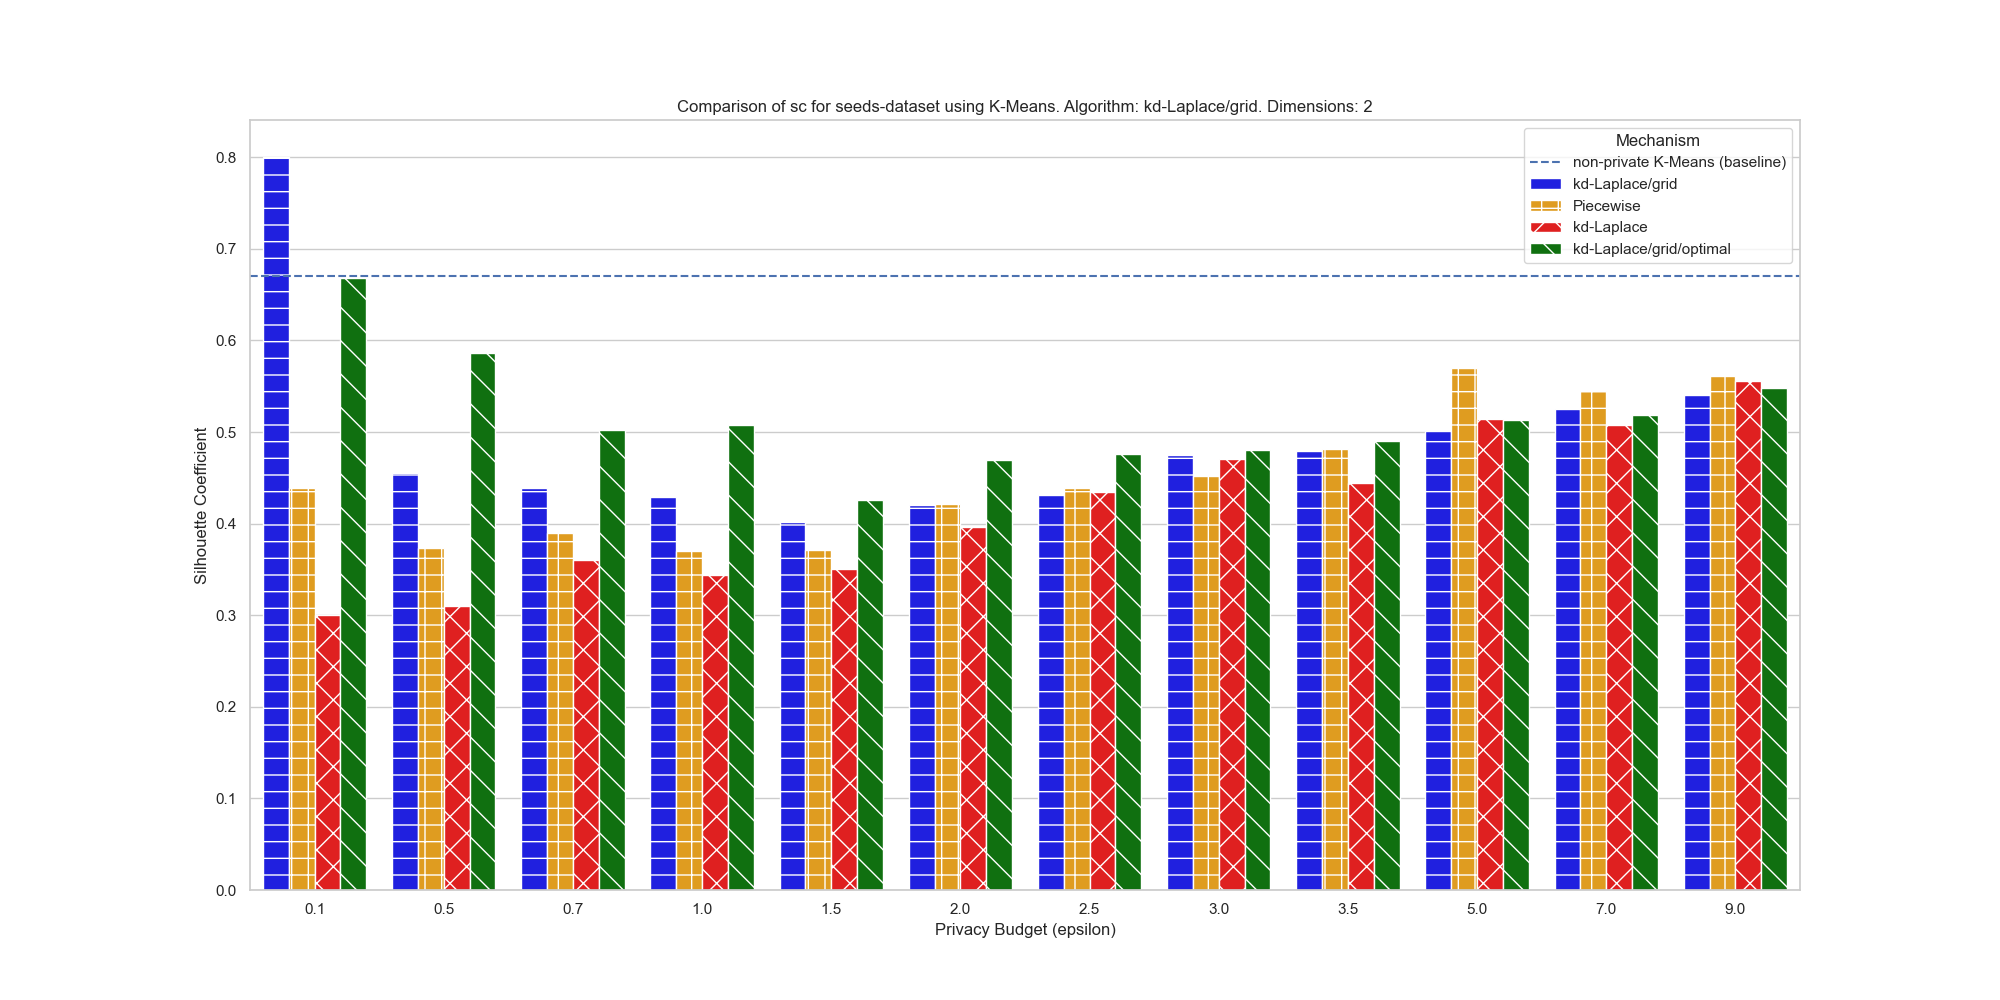 Comparison of sc for seeds-dataset using K-Means. Algorithm: kd-Laplace/grid. Dimensions: 2
Mechanism
non-private K-Means (baseline)
kd-Laplace/grid
Piecewise
kd-Laplace
kd-Laplace/grid/optimal
Silhouette Coefficient
0.8
0.7
0.6
0.5
0.4
0.3
0.2
0.1
0.0
0.1 0.5 0.7 1.0 1.5 2.0 2.5 3.0 3.5 5.0 7.0 9.0
Privacy Budget (epsilon)